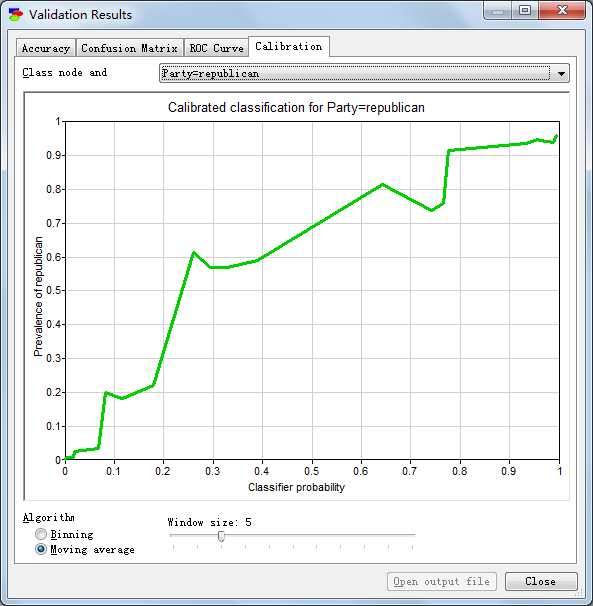 Validation Results
Accuracy Confusion Matrix ROC Curve Calibration
Class node and Party=republican
Calibrated classification for Party=republican
1
0.9
0.8
0.7
0.6
0.5
0.4
0.3
0.2
0.1
0
Prevalence of republican
0 0.1 0.2 0.3 0.4 0.5 0.6 0.7 0.8 0.9 1
Classifier probability
Algorithm
Window size: 5
Binning
Moving average
Open output file Close